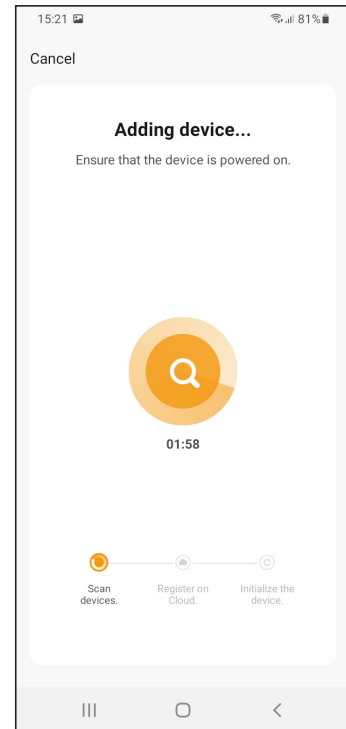 15:21 81%
Cancel
Adding device...
Ensure that the device is powered on.
01:58
Scan
devices.
Register on
Cloud.
Initialize the
device.